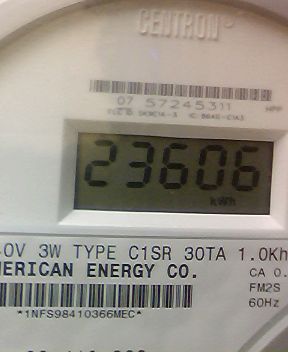 CENTRON
07 57245311
23606
kWh
.0V 3W TYPE C1SR 30TA 1.0Kh
MERICAN ENERGY CO.
CA 0.
FM2S
60Hz
*1NFS98410366MEC*